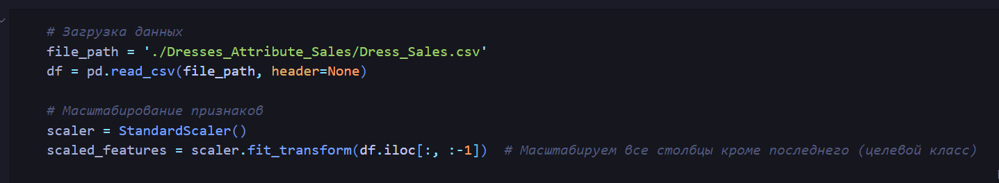 # Загрузка данных
file_path = './Dresses_Attribute_Sales/Dress_Sales.csv'
df = pd.read_csv(file_path, header=None)
# Масштабирование признаков
scaler = StandardScaler()
scaled_features = scaler.fit_transform(df.iloc[:, :-1])  # Масштабируем все столбцы кроме последнего (целевой класс)